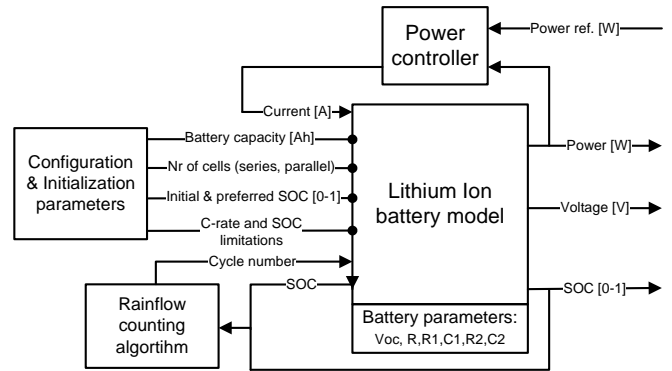 Power
controller
Power ref. [W]
Current [A]
Battery capacity [Ah]
Nr of cells (series, parallel)
Initial & preferred SOC [0-1]
C-rate and SOC
limitations
Cycle number
SOC
Configuration
& Initialization
parameters
Lithium Ion
battery model
Power [W]
Voltage [V]
SOC [0-1]
Rainflow
counting
algortihm
Battery parameters:
Voc, R,R1,C1,R2,C2